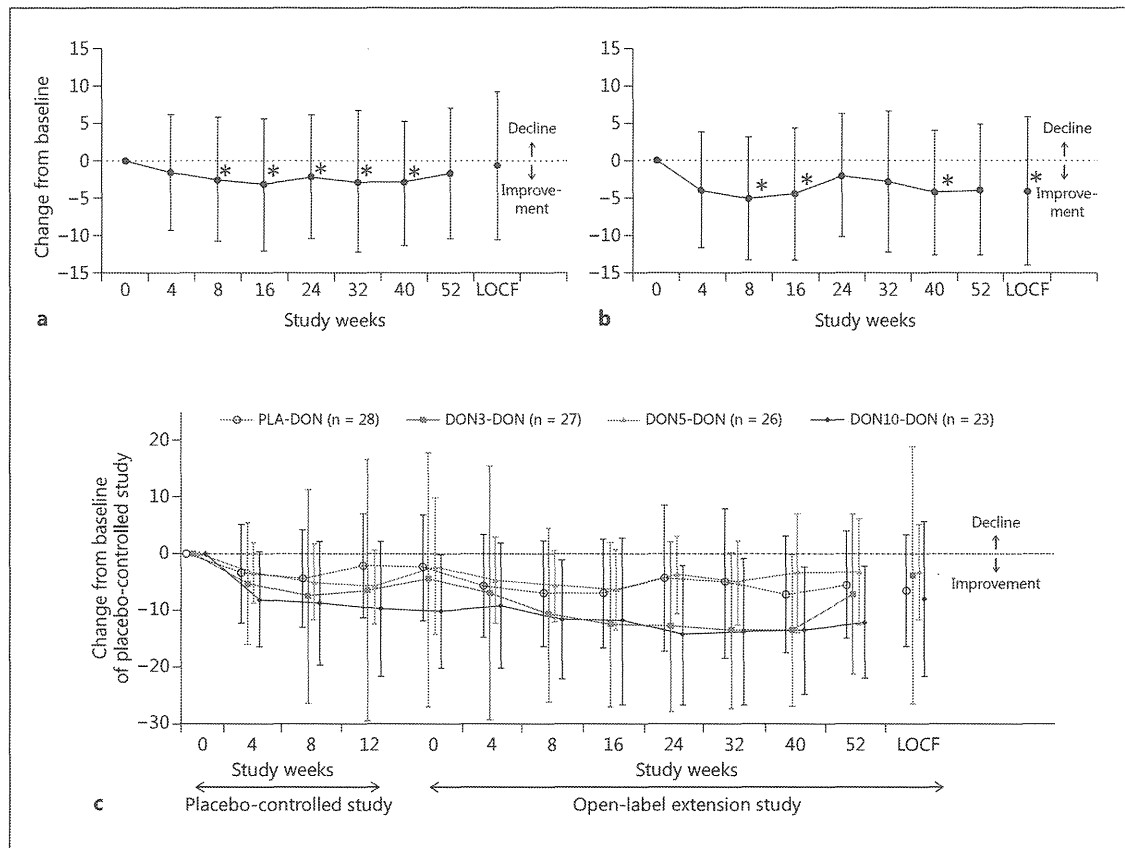 15
10
5
0
−5
−10
−15
Change from baseline
Decline
Improve-
ment
* * * * *
0 4 8 16 24 32 40 52 LOCF
Study weeks
a
15
10
5
0
−5
−10
−15
Decline
Improve-
ment
* * * *
0 4 8 16 24 32 40 52 LOCF
Study weeks
b
PLA-DON (n = 28) DON3-DON (n = 27) DON5-DON (n = 26) DON10-DON (n = 23)
20
10
0
−10
−20
−30
Change from baseline
of placebo-controlled study
Decline
Improvement
0 4 8 12 0 4 8 16 24 32 40 52 LOCF
Study weeks Study weeks
c
Placebo-controlled study Open-label extension study